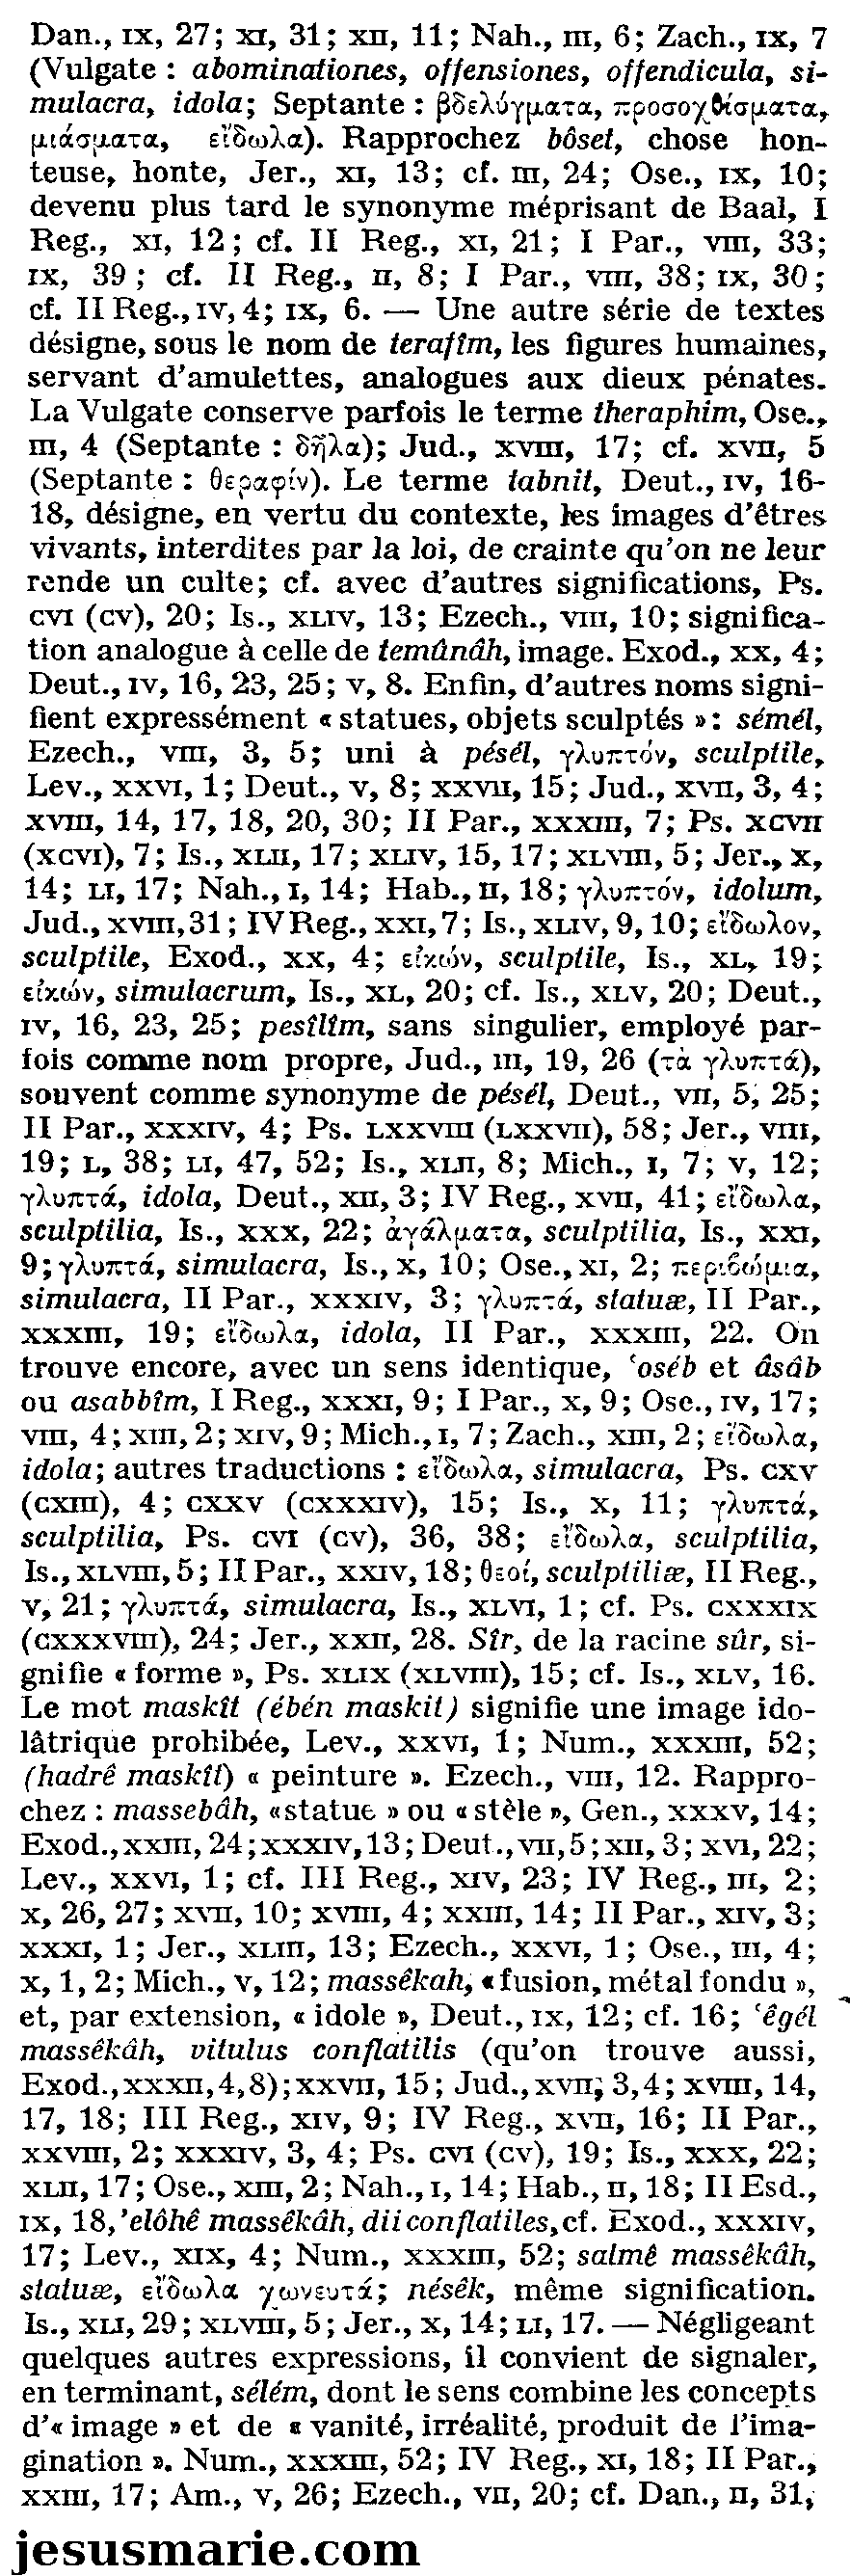 Dan., IX, 27; XI, 31; XII, 11; Nah., III, 6; Zach., IX, 7
(Vulgate : abominationes, offensiones, offendicula, si-
mulacra, idola; Septante : βδελύγματα, προσοχθίσματα,
μιάσματα, εἴδωλα). Rapprochez bôset, chose hon-
teuse, honte, Jer., XI, 13; cf. III, 24; Ose., IX, 10;
devenu plus tard le synonyme méprisant de Baal, I
Reg., XI, 12; cf. II Reg., XI, 21; I Par., VIII, 33;
IX, 39; cf. II Reg., II, 8; I Par., VIII, 38; IX, 30;
cf. II Reg., IV, 4; IX, 6. — Une autre série de textes
désigne, sous le nom de terafîm, les figures humaines,
servant d'amulettes, analogues aux dieux pénates.
La Vulgate conserve parfois le terme theraphim, Ose.,
III, 4 (Septante : δῆλα); Jud., XVIII, 17; cf. XVII, 5
(Septante : θεραφίν). Le terme tabnit, Deut., IV, 16-
18, désigne, en vertu du contexte, les images d'êtres
vivants, interdites par la loi, de crainte qu'on ne leur
rende un culte; cf. avec d'autres significations, Ps.
CVI (CV), 20; Is., XLIV, 13; Ezech., VIII, 10; significa-
tion analogue à celle de temûnâh, image. Exod., XX, 4;
Deut., IV, 16, 23, 25; V, 8. Enfin, d'autres noms signi-
fient expressément « statues, objets sculptés »: sémél,
Ezech., VIII, 3, 5; uni à pésél, γλυπτόν, sculptile,
Lev., XXVI, 1; Deut., V, 8; XXVII, 15; Jud., XVII, 3, 4;
XVIII, 14, 17, 18, 20, 30; II Par., XXXIII, 7; Ps. XCVII
(XCVI), 7; Is., XLII, 17; XLIV, 15, 17; XLVIII, 5; Jer., X,
14; LI, 17; Nah., I, 14; Hab., II, 18; γλυπτόν, idolum,
Jud., XVIII, 31; IV Reg., XXI, 7; Is., XLIV, 9, 10; εἴδωλον,
sculptile, Exod., XX, 4; εἰκών, sculptile, Is., XL, 19;
εἰκών, simulacrum, Is., XL, 20; cf. Is., XLV, 20; Deut.,
IV, 16, 23, 25; pesîlîm, sans singulier, employé par-
fois comme nom propre, Jud., III, 19, 26 (τὰ γλυπτά),
souvent comme synonyme de pésél, Deut., VII, 5, 25;
II Par., XXXIV, 4; Ps. LXXVIII (LXXVII), 58; Jer., VIII,
19; L, 38; LI, 47, 52; Is., XLII, 8; Mich., I, 7; V, 12;
γλυπτά, idola, Deut., XII, 3; IV Reg., XVII, 41; εἴδωλα,
sculptilia, Is., XXX, 22; ἀγάλματα, sculptilia, Is., XXI,
9; γλυπτά, simulacra, Is., X, 10; Ose., XI, 2; περιβώμια,
simulacra, II Par., XXXIV, 3; γλυπτά, statuæ, II Par.,
XXXIII, 19; εἴδωλα, idola, II Par., XXXIII, 22. On
trouve encore, avec un sens identique, ‘oséb et âsâb
ou asabbîm, I Reg., XXXI, 9; I Par., X, 9; Ose., IV, 17;
VIII, 4; XIII, 2; XIV, 9; Mich., I, 7; Zach., XIII, 2; εἴδωλα,
idola; autres traductions : εἴδωλα, simulacra, Ps. CXV
(CXIII), 4; CXXV (CXXXIV), 15; Is., X, 11; γλυπτά,
sculptilia, Ps. CVI (CV), 36, 38; εἴδωλα, sculptilia,
Is., XLVIII, 5; II Par., XXIV, 18; θεοί, sculptiliæ, II Reg.,
V, 21; γλυπτά, simulacra, Is., XLVI, 1; cf. Ps. CXXXIX
(CXXXVIII), 24; Jer., XXII, 28. Sîr, de la racine sûr, si-
gnifie « forme », Ps. XLIX (XLVIII), 15; cf. Is., XLV, 16.
Le mot maskît (ébén maskit) signifie une image ido-
lâtrique prohibée, Lev., XXVI, 1; Num., XXXIII, 52;
(hadrê maskît) « peinture ». Ezech., VIII, 12. Rappro-
chez : massebâh, «statue » ou « stèle », Gen., XXXV, 14;
Exod., XXIII, 24; XXXIV, 13; Deut., VII, 5; XII, 3; XVI, 22;
Lev., XXVI, 1; cf. III Reg., XIV, 23; IV Reg., III, 2;
X, 26, 27; XVII, 10; XVIII, 4; XXIII, 14; II Par., XIV, 3;
XXXI, 1; Jer., XLIII, 13; Ezech., XXVI, 1; Ose., III, 4;
X, 1, 2; Mich., V, 12; massêkah, « fusion, métal fondu »,
et, par extension, « idole », Deut., IX, 12; cf. 16; ‘êgél
massêkâh, vitulus conflatilis (qu'on trouve aussi,
Exod., XXXII, 4, 8); XXVII, 15; Jud., XVII; 3, 4; XVIII, 14,
17, 18; III Reg., XIV, 9; IV Reg., XVII, 16; II Par.,
XXVIII, 2; XXXIV, 3, 4; Ps. CVI (CV), 19; Is., XXX, 22;
XLII, 17; Ose., XIII, 2; Nah., I, 14; Hab., II, 18; II Esd.,
IX, 18, 'elôhê massêkâh, dii conflatiles, cf. Exod., XXXIV,
17; Lev., XIX, 4; Num., XXXIII, 52; salmê massêkâh,
statuæ, εἴδωλα χωνευτά; nésêk, même signification.
Is., XLI, 29; XLVIII, 5; Jer., X, 14; LI, 17. — Négligeant
quelques autres expressions, il convient de signaler,
en terminant, sélém, dont le sens combine les concepts
d'« image » et de « vanité, irréalité, produit de l'ima-
gination ». Num., XXXIII, 52; IV Reg., XI, 18; II Par.,
XXIII, 17; Am., V, 26; Ezech., VII, 20; cf. Dan., II, 31,
jesusmarie.com